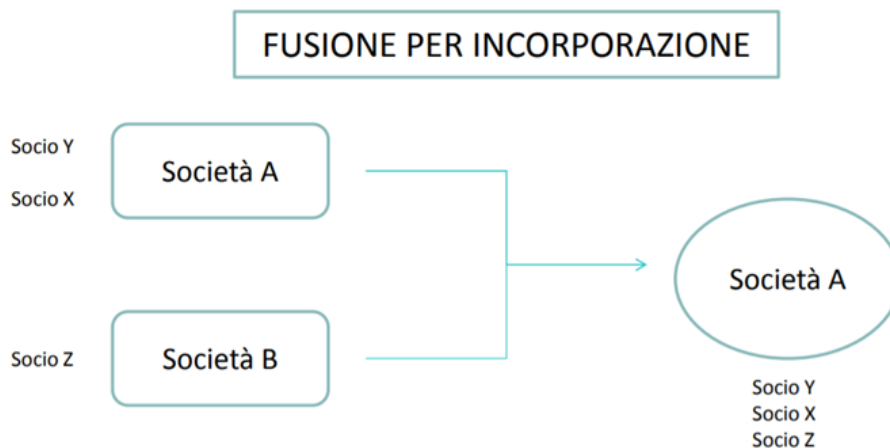 FUSIONE PER INCORPORAZIONE
Socio Y
Società A
Socio X
Società A
Socio Z
Società B
Socio Y
Socio X
Socio Z